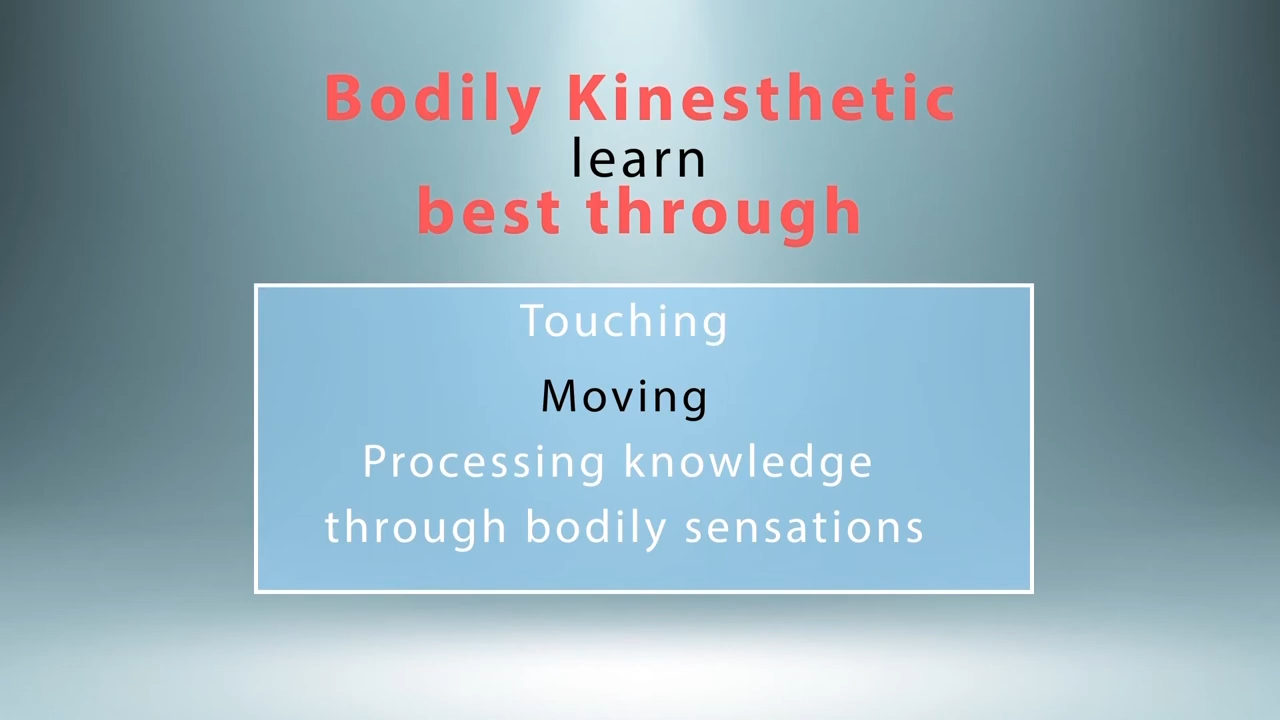 Bodily Kinesthetic
learn
best through
Touching
Moving
Processing knowledge
through bodily sensations